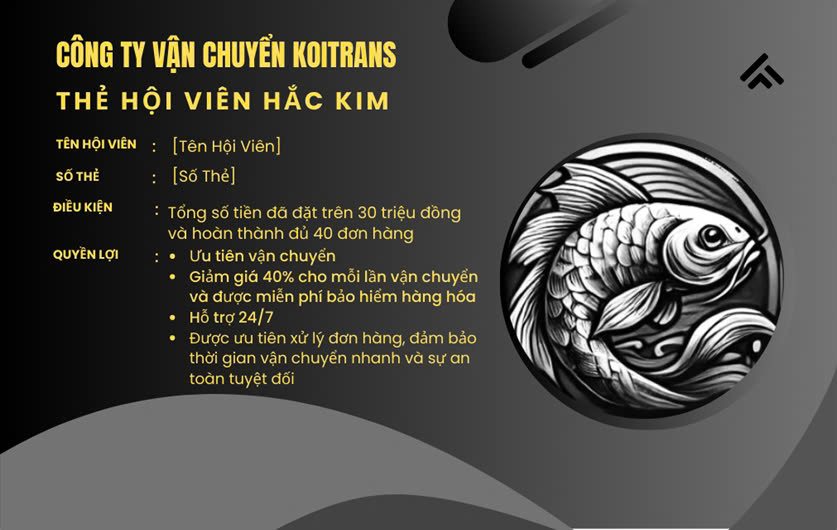 CÔNG TY VẬN CHUYỂN KOITRANS
THẺ HỘI VIÊN HẮC KIM
TÊN HỘI VIÊN : [Tên Hội Viên]
SỐ THẺ : [Số Thẻ]
ĐIỀU KIỆN : Tổng số tiền đã đặt trên 30 triệu đồng
và hoàn thành đủ 40 đơn hàng
QUYỀN LỢI : • Ưu tiên vận chuyển
• Giảm giá 40% cho mỗi lần vận chuyển
và được miễn phí bảo hiểm hàng hóa
• Hỗ trợ 24/7
• Được ưu tiên xử lý đơn hàng, đảm bảo
thời gian vận chuyển nhanh và sự an
toàn tuyệt đối